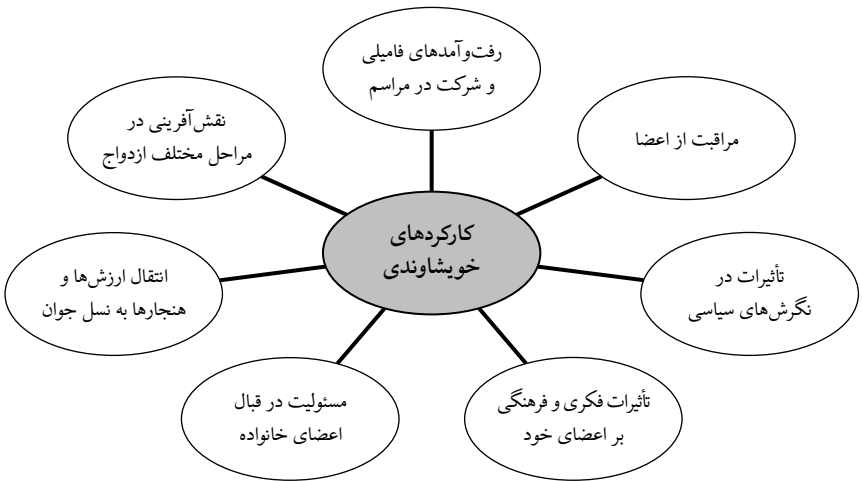 رفت‌وآمدهای فامیلی
و شرکت در مراسم
مراقبت از اعضا
نقش‌آفرینی در
مراحل مختلف ازدواج
کارکردهای
خویشاوندی
تأثیرات در
نگرش‌های سیاسی
انتقال ارزش‌ها و
هنجارها به نسل جوان
تأثیرات فکری و فرهنگی
بر اعضای خود
مسئولیت در قبال
اعضای خانواده